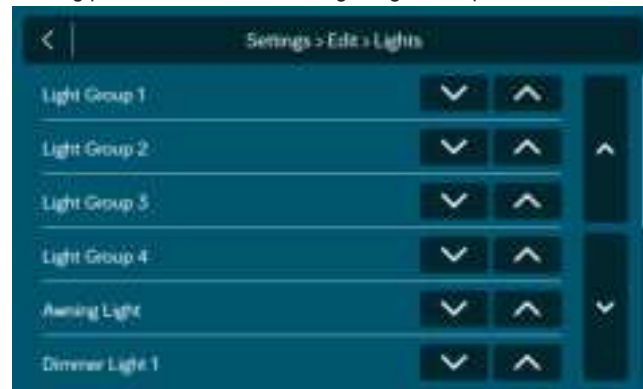 Settings > Edit > Lights
Light Group 1
Light Group 2
Light Group 3
Light Group 4
Awning Light
Dimmer Light 1